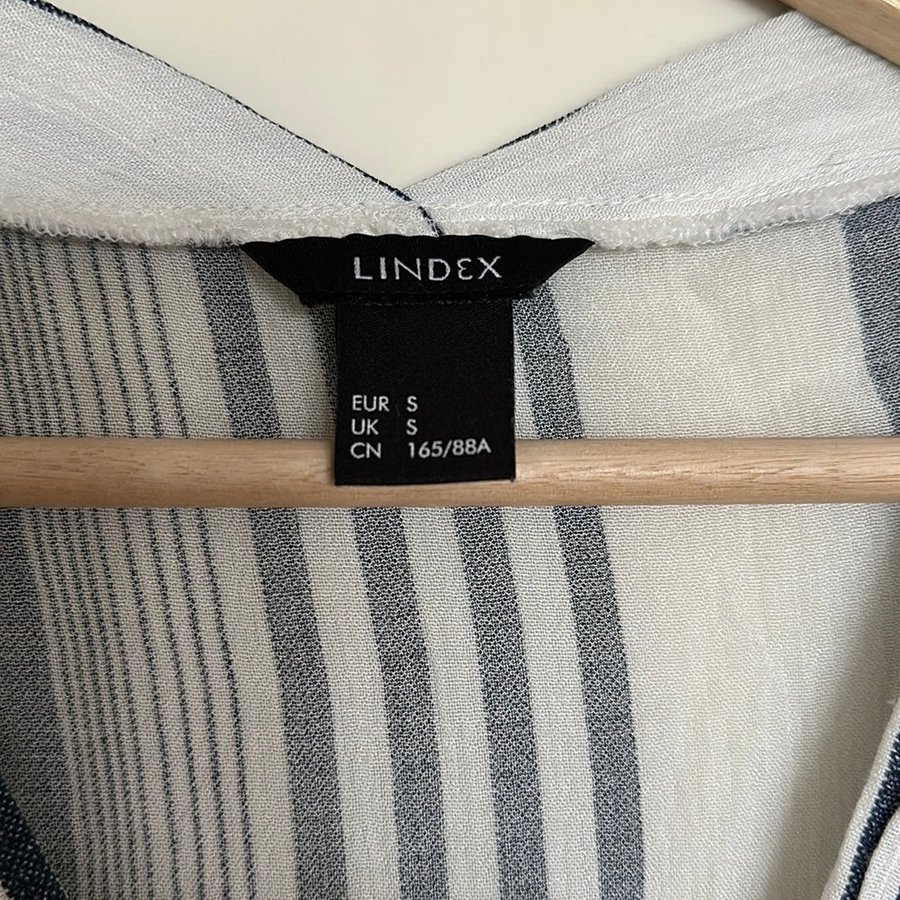 LINDEX
EUR S
UK S
CN 165/88A